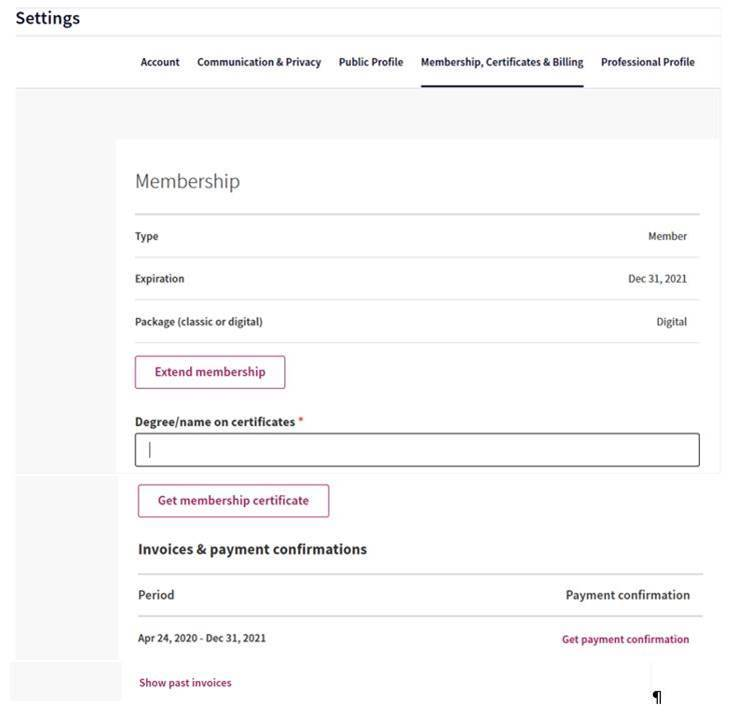 Settings
Account Communication & Privacy Public Profile Membership, Certificates & Billing Professional Profile
Membership
Type Member
Expiration Dec 31, 2021
Package (classic or digital) Digital
Extend membership
Degree/name on certificates *
Get membership certificate
Invoices & payment confirmations
Period Payment confirmation
Apr 24, 2020 - Dec 31, 2021 Get payment confirmation
Show past invoices
¶